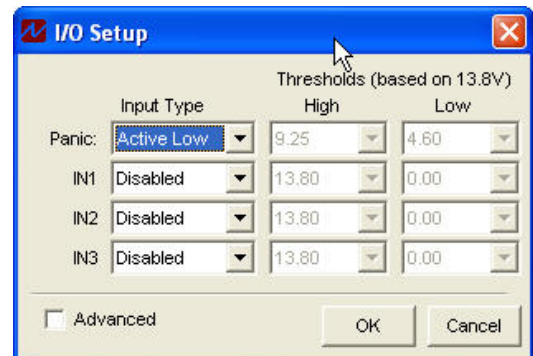 I/O Setup
Thresholds (based on 13.8V)
Input Type High Low
Panic: Active Low 9.25 4.60
IN1 Disabled 13.80 0.00
IN2 Disabled 13.80 0.00
IN3 Disabled 13.80 0.00
Advanced OK Cancel